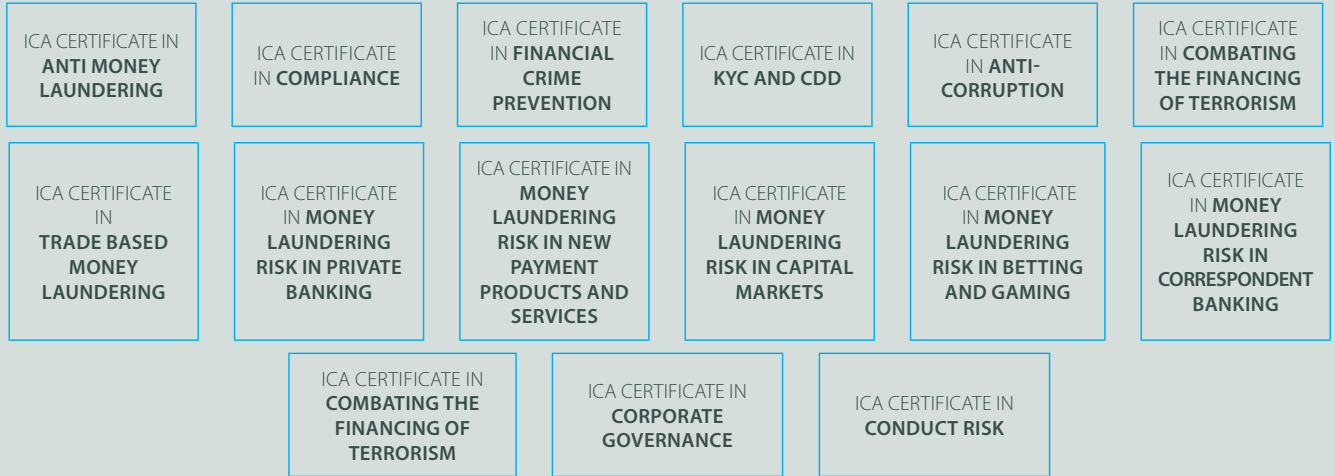 ICA CERTIFICATE IN
ANTI MONEY
LAUNDERING
ICA CERTIFICATE
IN COMPLIANCE
ICA CERTIFICATE
IN FINANCIAL
CRIME
PREVENTION
ICA CERTIFICATE IN
KYC AND CDD
ICA CERTIFICATE
IN ANTI-
CORRUPTION
ICA CERTIFICATE
IN COMBATING
THE FINANCING
OF TERRORISM
ICA CERTIFICATE
IN
TRADE BASED
MONEY
LAUNDERING
ICA CERTIFICATE
IN MONEY
LAUNDERING
RISK IN PRIVATE
BANKING
ICA CERTIFICATE IN
MONEY
LAUNDERING
RISK IN NEW
PAYMENT
PRODUCTS AND
SERVICES
ICA CERTIFICATE
IN MONEY
LAUNDERING
RISK IN CAPITAL
MARKETS
ICA CERTIFICATE
IN MONEY
LAUNDERING
RISK IN BETTING
AND GAMING
ICA CERTIFICATE
IN MONEY
LAUNDERING
RISK IN
CORRESPONDENT
BANKING
ICA CERTIFICATE IN
COMBATING THE
FINANCING OF
TERRORISM
ICA CERTIFICATE IN
CORPORATE
GOVERNANCE
ICA CERTIFICATE IN
CONDUCT RISK